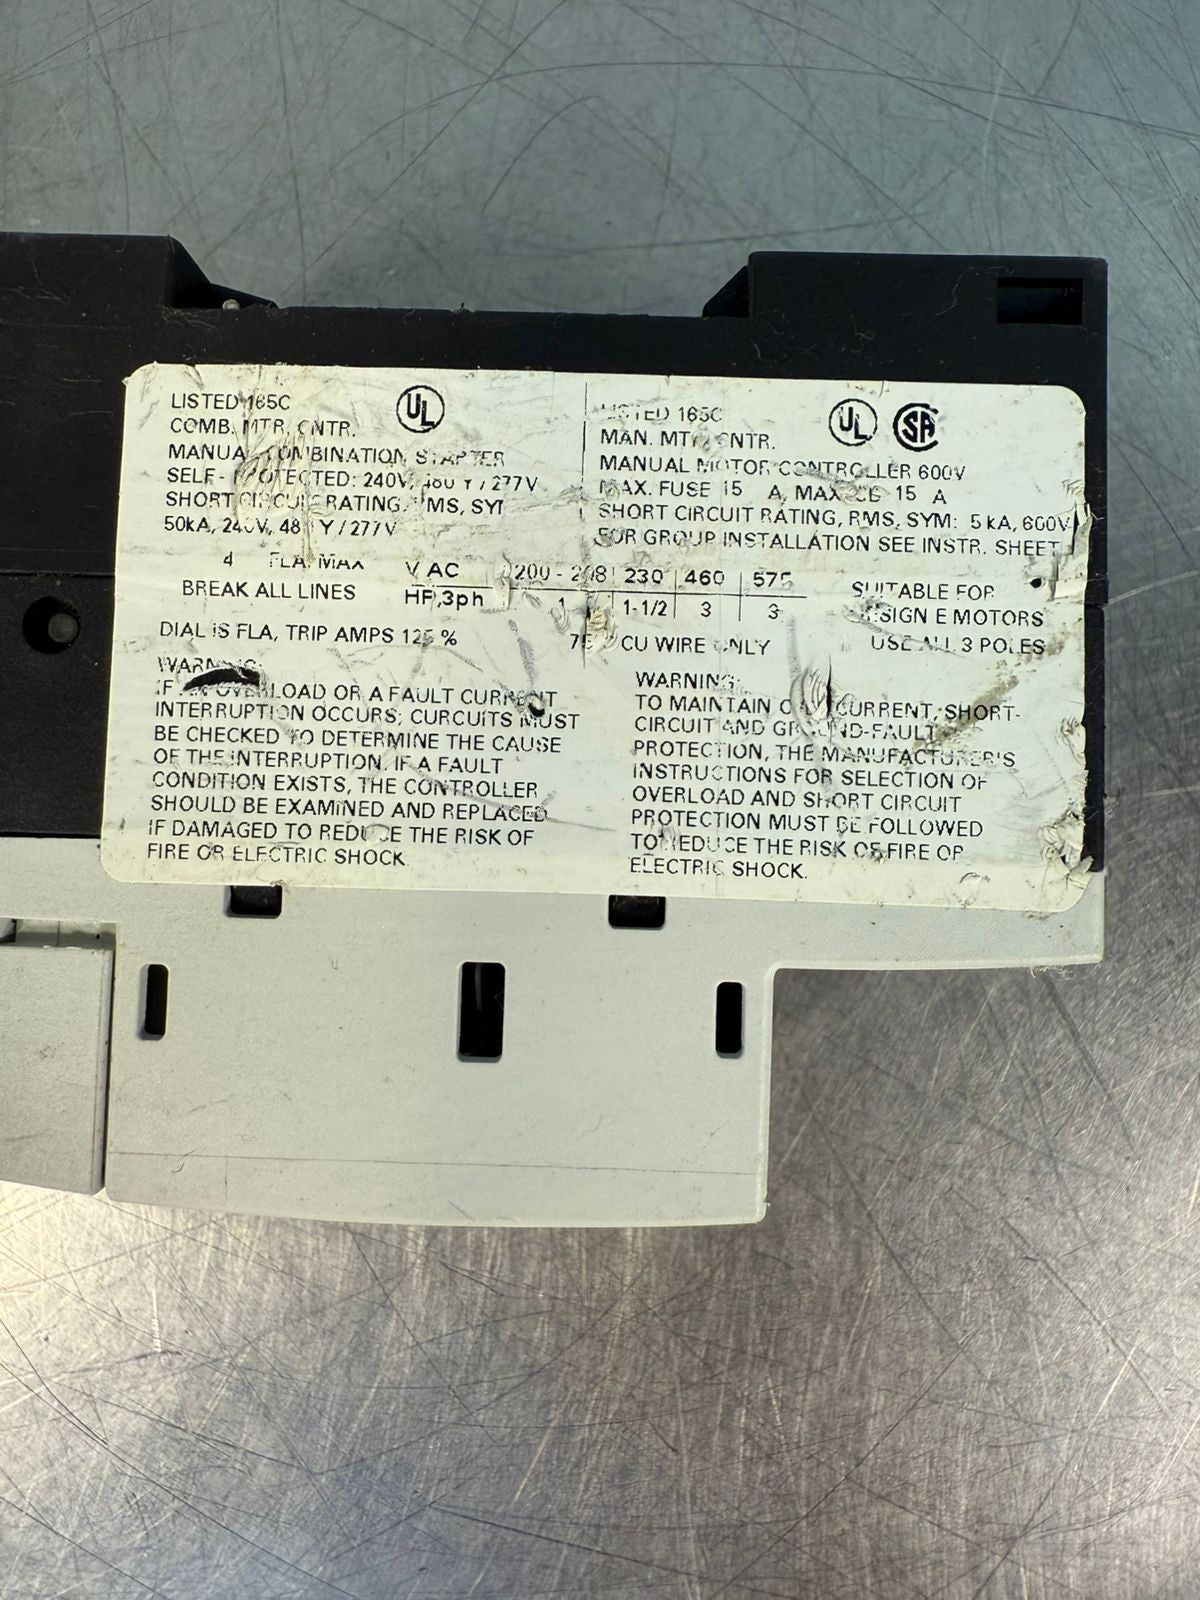 LISTED 165C UL
COMB. MTR. CNTR.
MANUAL COMBINATION STARTER
SELF-PROTECTED: 240V, 480 Y / 277V
SHORT CIRCUIT RATING, RMS, SYM
50kA, 240V, 480 Y / 277V
LISTED 165C UL SA
MAN. MTR. CNTR.
MANUAL MOTOR CONTROLLER 600V
MAX. FUSE 15 A, MAX. CB 15 A
SHORT CIRCUIT RATING, RMS, SYM: 5 kA, 600V
FOR GROUP INSTALLATION SEE INSTR. SHEET
4 FLA. MAX
BREAK ALL LINES
V AC 200 - 208 230 460 575
HP, 3ph 1 1-1/2 3 3
SUITABLE FOR
DESIGN E MOTORS
DIAL IS FLA, TRIP AMPS 125 % CU WIRE ONLY USE ALL 3 POLES
WARNING:
IF AN OVERLOAD OR A FAULT CURRENT
INTERRUPTION OCCURS; CURCUITS MUST
BE CHECKED TO DETERMINE THE CAUSE
OF THE INTERRUPTION. IF A FAULT
CONDITION EXISTS, THE CONTROLLER
SHOULD BE EXAMINED AND REPLACED
IF DAMAGED TO REDUCE THE RISK OF
FIRE OR ELECTRIC SHOCK.
WARNING:
TO MAINTAIN CURRENT, SHORT-
CIRCUIT AND GROUND-FAULT
PROTECTION, THE MANUFACTURER'S
INSTRUCTIONS FOR SELECTION OF
OVERLOAD AND SHORT CIRCUIT
PROTECTION MUST BE FOLLOWED
TO REDUCE THE RISK OF FIRE OR
ELECTRIC SHOCK.